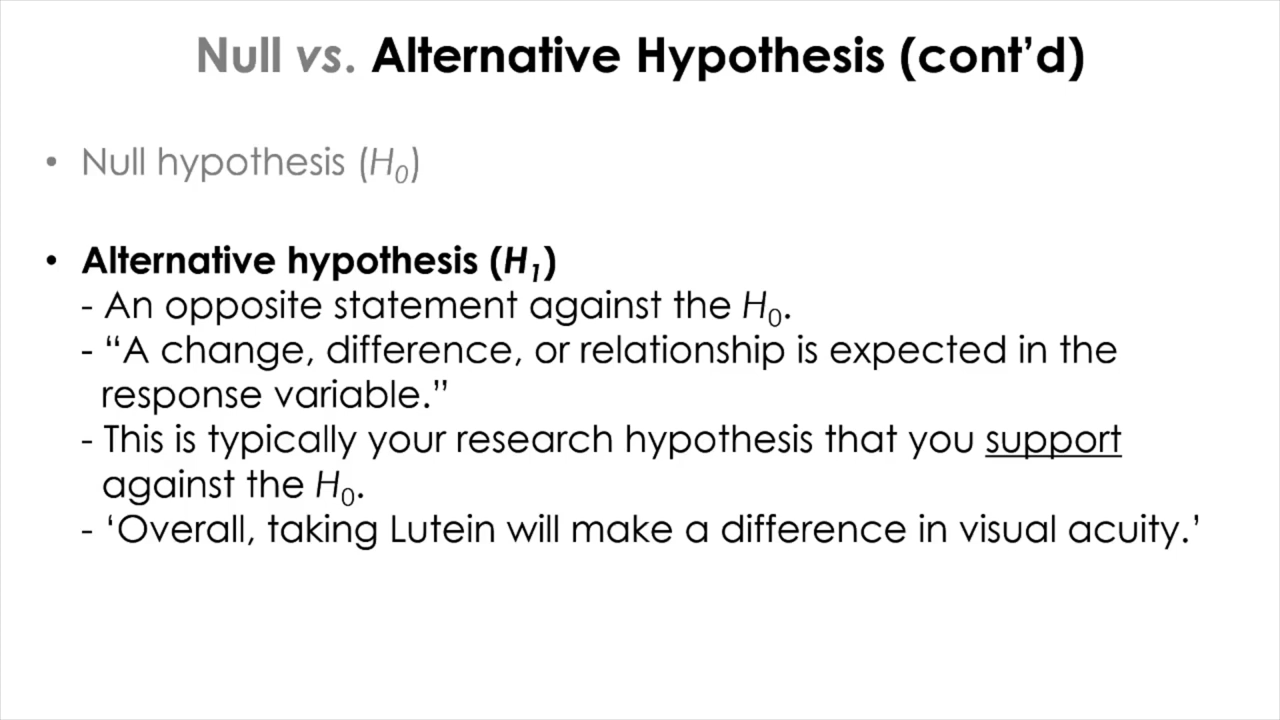 Null vs. Alternative Hypothesis (cont’d)
• Null hypothesis (H₀)
• Alternative hypothesis (H₁)
- An opposite statement against the H₀.
- “A change, difference, or relationship is expected in the
response variable.”
- This is typically your research hypothesis that you support
against the H₀.
- ‘Overall, taking Lutein will make a difference in visual acuity.’